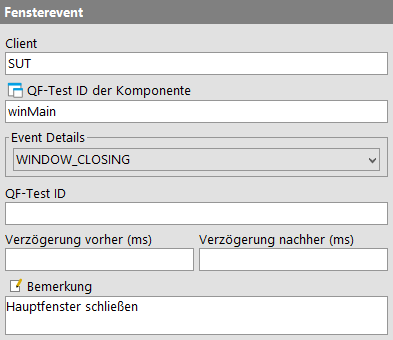 Fensterevent
Client
SUT
QF-Test ID der Komponente
winMain
Event Details
WINDOW_CLOSING
QF-Test ID
Verzögerung vorher (ms) Verzögerung nachher (ms)
Bemerkung
Hauptfenster schließen